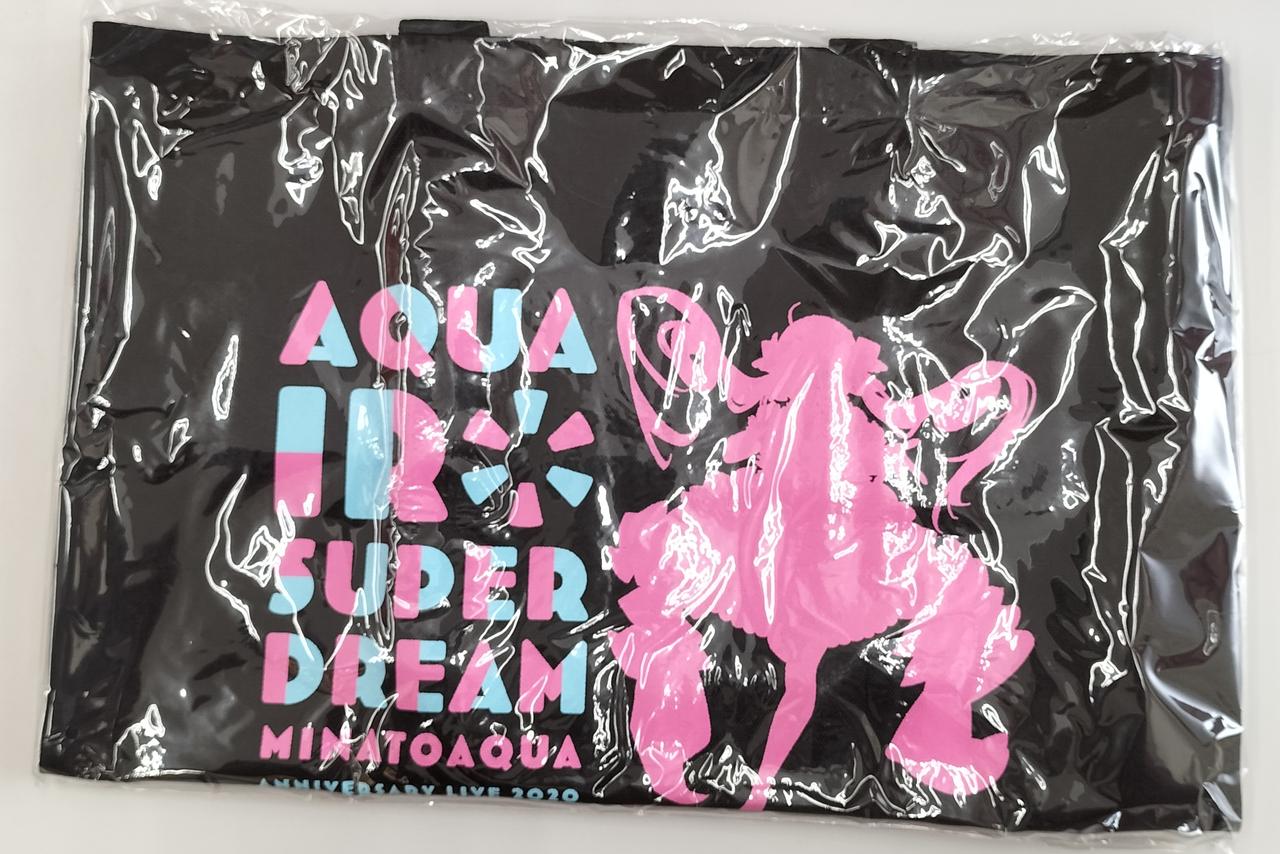 AQUA
IRO
SUPER
DREAM
MINATOAQUA
ANNIVERSARY LIVE 2020